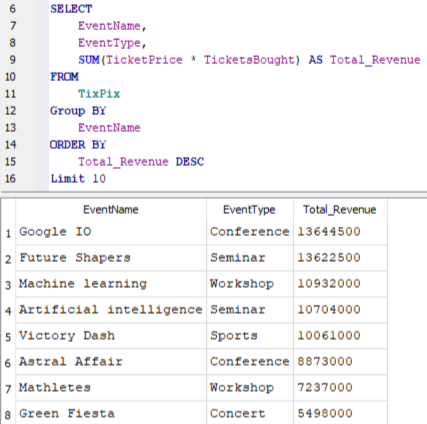 6 SELECT
7 EventName,
8 EventType,
9 SUM(TicketPrice * TicketsBought) AS Total_Revenue
10 FROM
11 TixPix
12 Group BY
13 EventName
14 ORDER BY
15 Total_Revenue DESC
16 Limit 10
EventName EventType Total_Revenue
1 Google IO Conference 13644500
2 Future Shapers Seminar 13622500
3 Machine learning Workshop 10932000
4 Artificial intelligence Seminar 10704000
5 Victory Dash Sports 10061000
6 Astral Affair Conference 8873000
7 Mathletes Workshop 7237000
8 Green Fiesta Concert 5498000